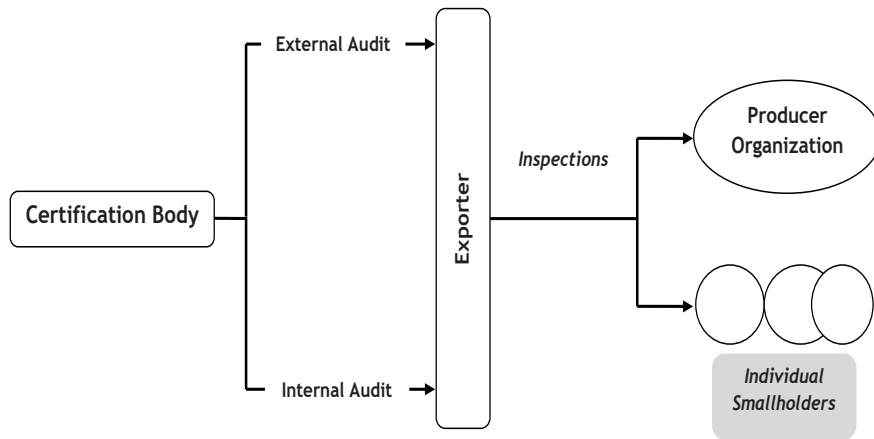 External Audit
Certification Body
Internal Audit
Exporter
Inspections
Producer
Organization
Individual
Smallholders